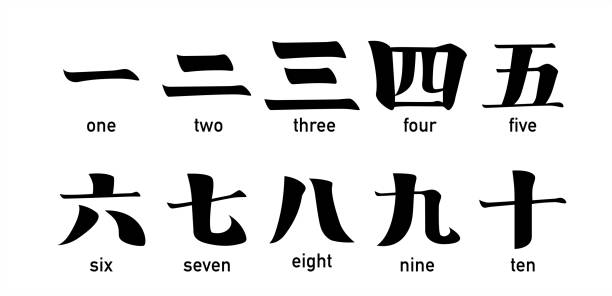 一 二 三 四 五
one two three four five
六 七 八 九 十
six seven eight nine ten